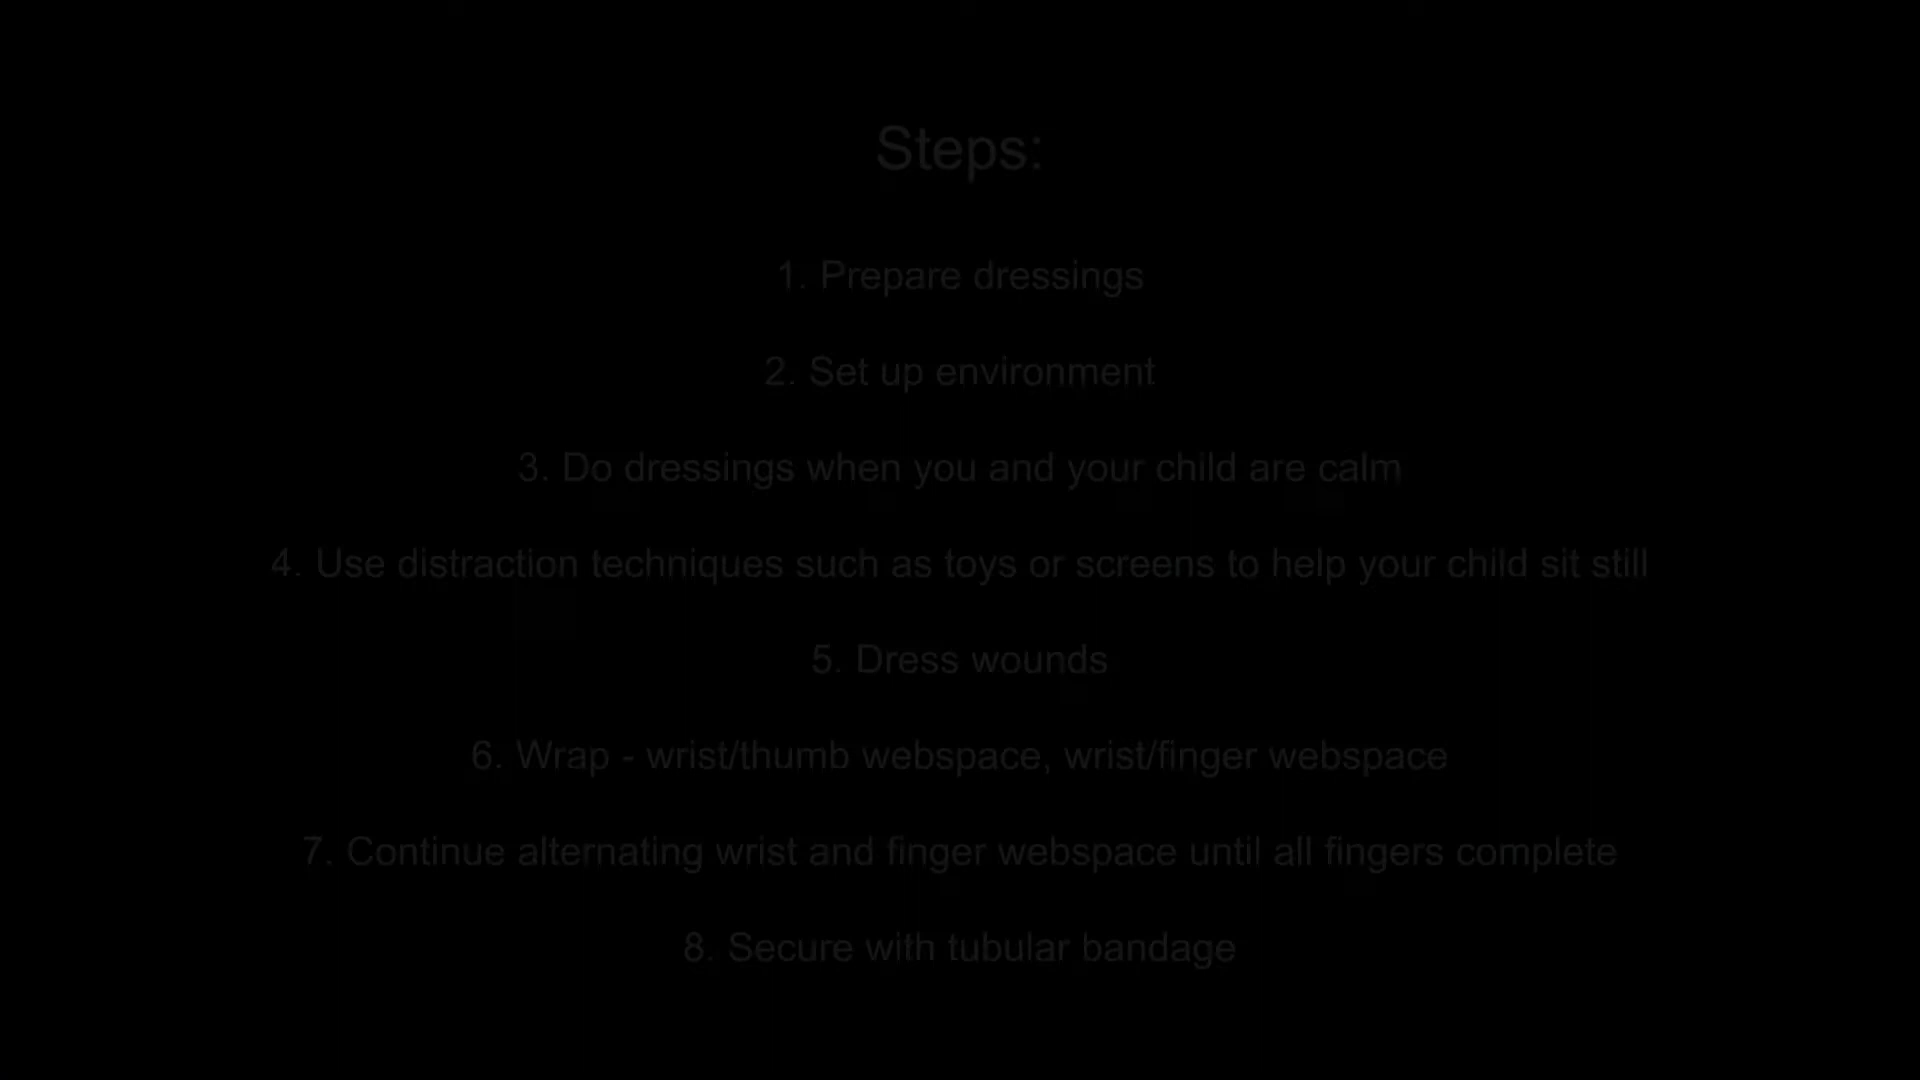 Steps:
1. Prepare dressings
2. Set up environment
3. Do dressings when you and your child are calm
4. Use distraction techniques such as toys or screens to help your child sit still
5. Dress wounds
6. Wrap - wrist/thumb webspace, wrist/finger webspace
7. Continue alternating wrist and finger webspace until all fingers complete
8. Secure with tubular bandage